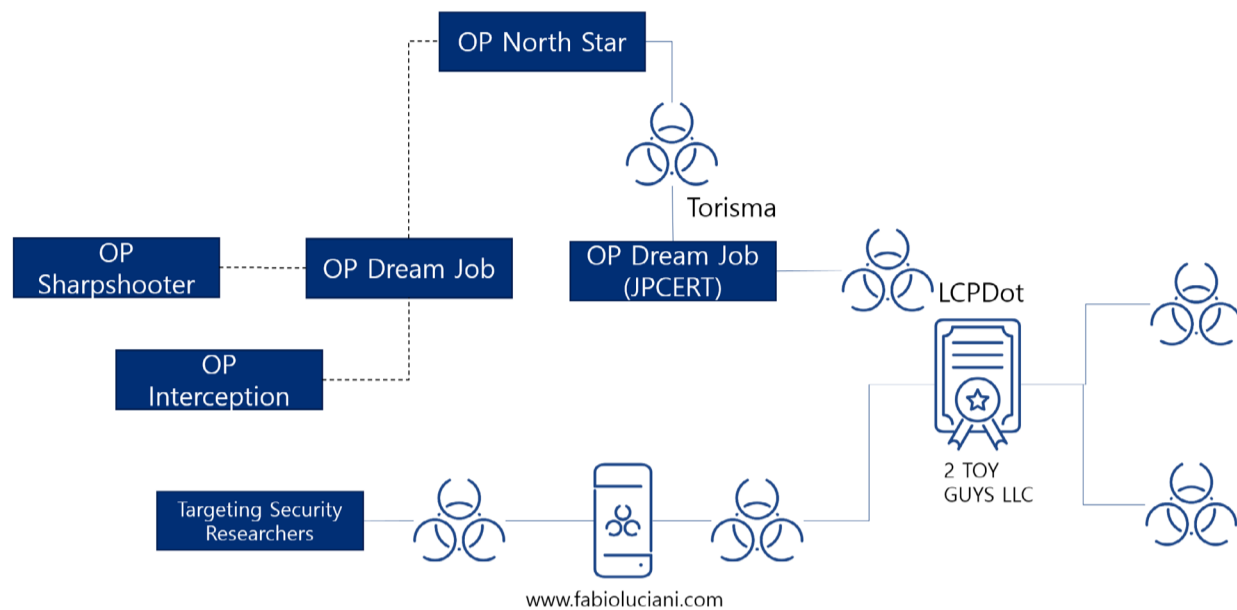 OP North Star
Torisma
OP
Sharpshooter
OP Dream Job
OP Dream Job
(JPCERT)
LCPDot
OP
Interception
2 TOY
GUYS LLC
Targeting Security
Researchers
www.fabioluciani.com